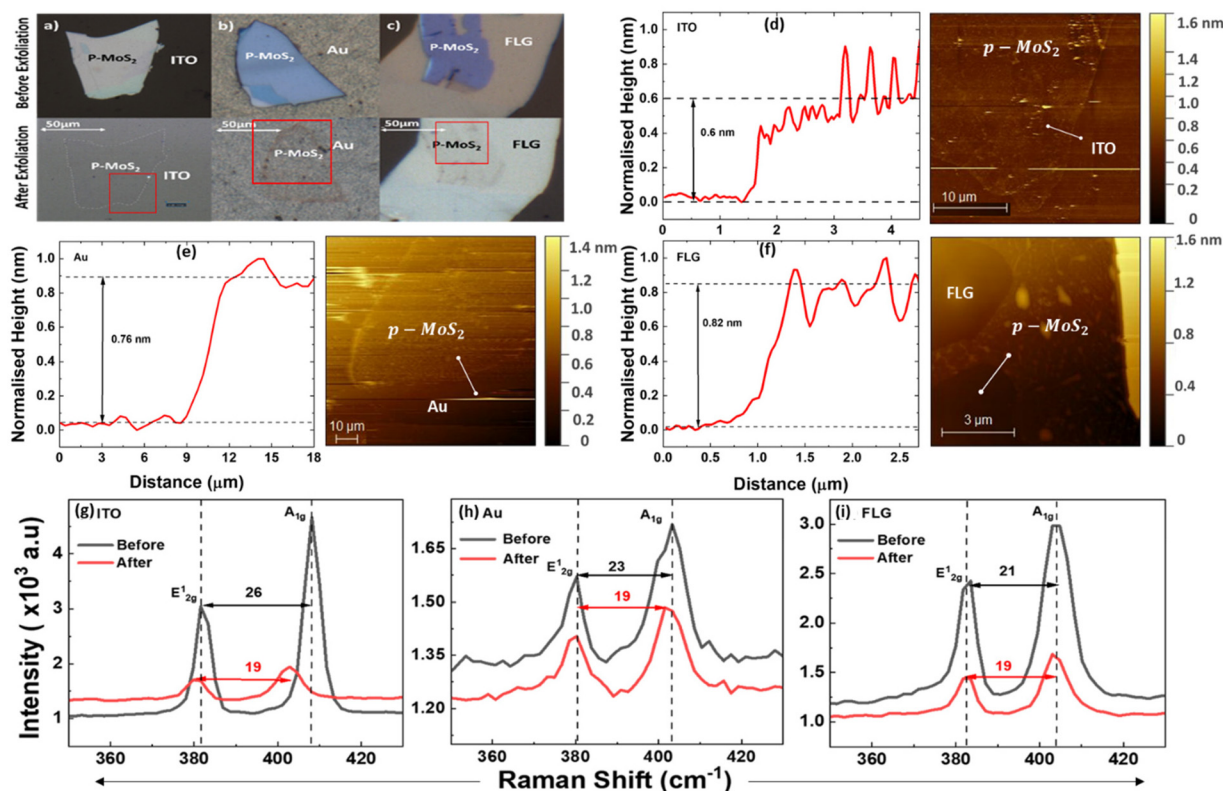 a)
P-MoS2
ITO
b)
P-MoS2
Au
c)
P-MoS2
FLG
Before Exfoliation
After Exfoliation
50μm
P-MoS2
ITO
50μm
P-MoS2
Au
50μm
P-MoS2
FLG
ITO
(d)
Normalised Height (nm)
1.0
0.8
0.6
0.4
0.2
0.0
0.6 nm
0 1 2 3 4
p − MoS2
ITO
10 μm
1.6 nm
1.4
1.2
1.0
0.8
0.6
0.4
0.2
0
Au
(e)
Normalised Height (nm)
1.0
0.8
0.6
0.4
0.2
0.0
0.76 nm
0 3 6 9 12 15 18
Distance (μm)
p − MoS2
Au
10 μm
1.4 nm
1.2
1.0
0.8
0.6
0.4
0.2
0
FLG
(f)
Normalised Height (nm)
1.0
0.8
0.6
0.4
0.2
0.0
0.82 nm
0.0 0.5 1.0 1.5 2.0 2.5
Distance (μm)
FLG
p − MoS2
3 μm
1.6 nm
1.2
0.8
0.4
0
(g) ITO
Before
After
E¹2g
A1g
26
19
4
3
2
1
360 380 400 420
(h) Au
Before
After
E¹2g
A1g
23
19
1.65
1.50
1.35
1.20
360 380 400 420
(i) FLG
Before
After
E¹2g
A1g
21
19
3.0
2.5
2.0
1.5
1.0
360 380 400 420
Intensity ( x10³ a.u)
Raman Shift (cm⁻¹)